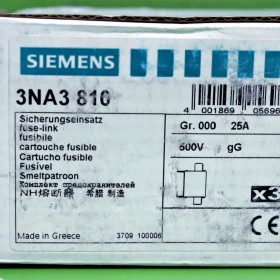 SIEMENS
3NA3 810
4 001869 05696
Sicherungseinsatz
fuse-link
fusibile
cartouche fusible
Cartucho fusible
Fusível
Smeltpatroon
Комплект предохранителей
NH熔断器 希腊 制造
Gr. 000 25A
500V gG
x3
CE
Made in Greece 3709 100006